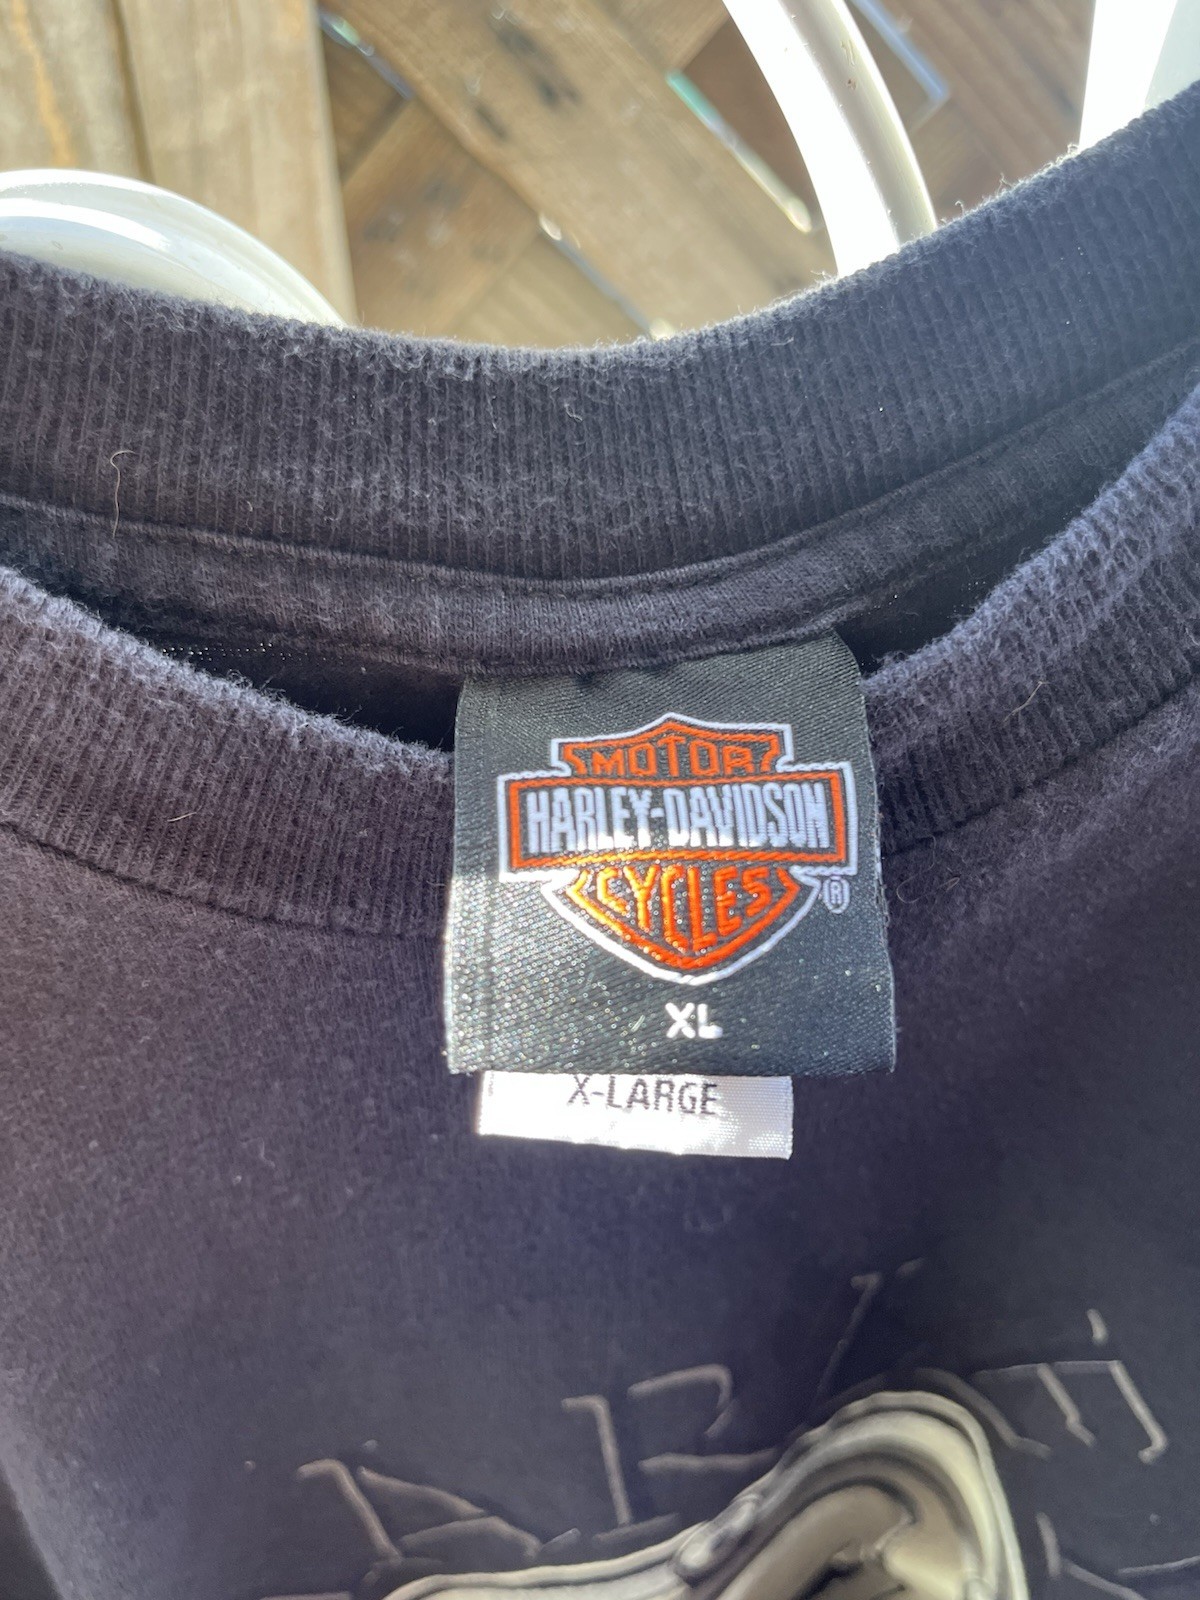 MOTOR
HARLEY-DAVIDSON
CYCLES
®
XL
X-LARGE